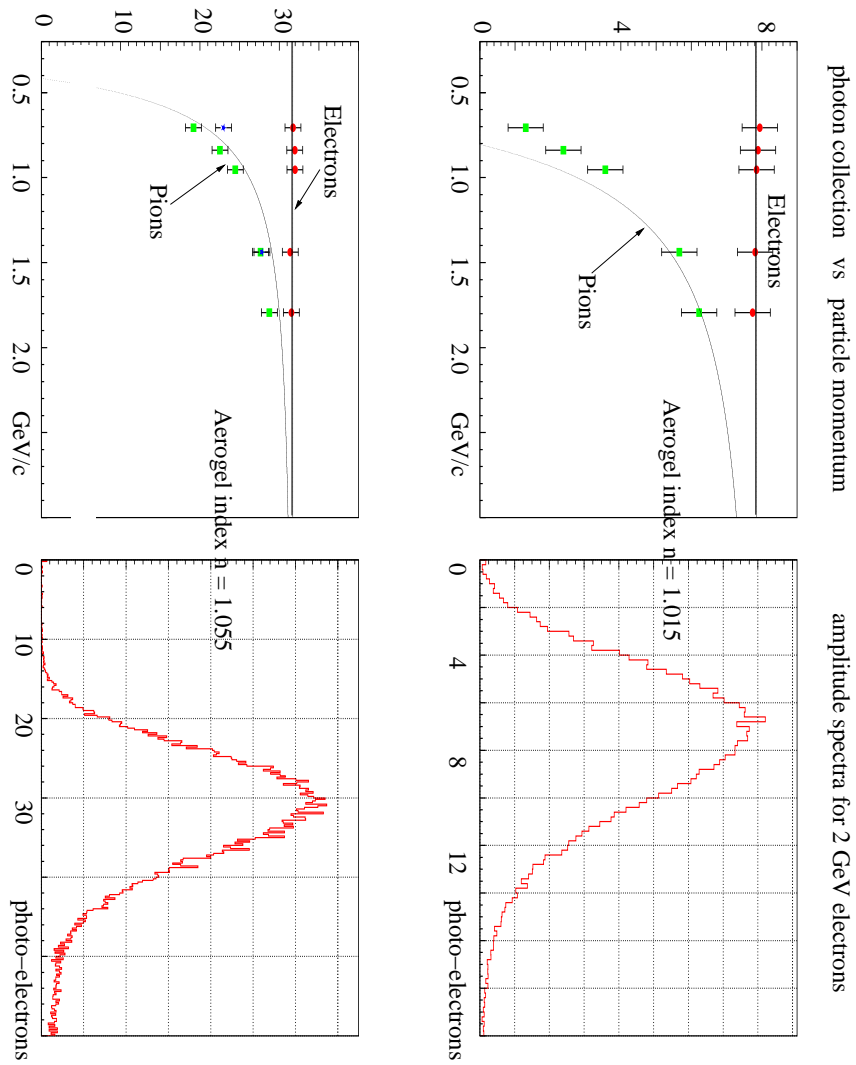 photon collection vs particle momentum
amplitude spectra for 2 GeV electrons
0 4 8
0.5 1.0 1.5 2.0 GeV/c
Electrons
Pions
Aerogel index n = 1.015
0 4 8 12 photo-electrons
0 10 20 30
0.5 1.0 1.5 2.0 GeV/c
Electrons
Pions
Aerogel index n = 1.055
0 10 20 30 photo-electrons